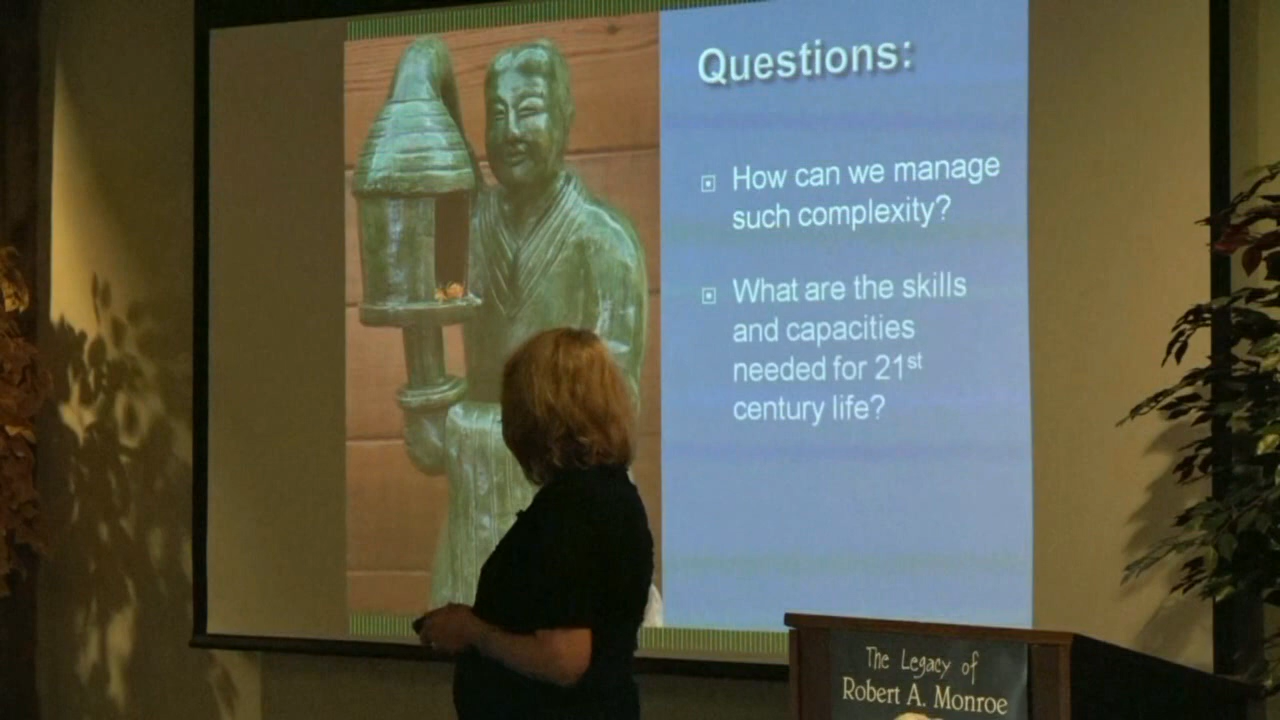 Questions:
How can we manage
such complexity?
What are the skills
and capacities
needed for 21st
century life?
The Legacy of
Robert A. Monroe